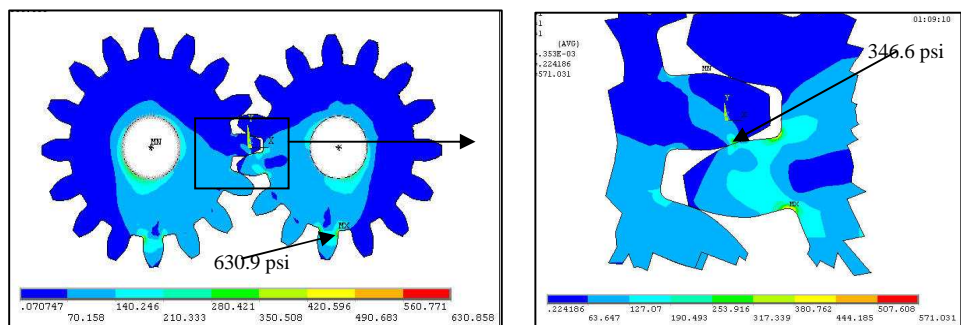 MN
Y
X
MX
630.9 psi
.070747 140.246 280.421 420.596 560.771
70.158 210.333 350.508 490.683 630.858
01:09:10
(AVG)
.353E-03
.224186
571.031
346.6 psi
MN
Y
MX
.224186 127.07 253.916 380.762 507.608
63.647 190.493 317.339 444.185 571.031